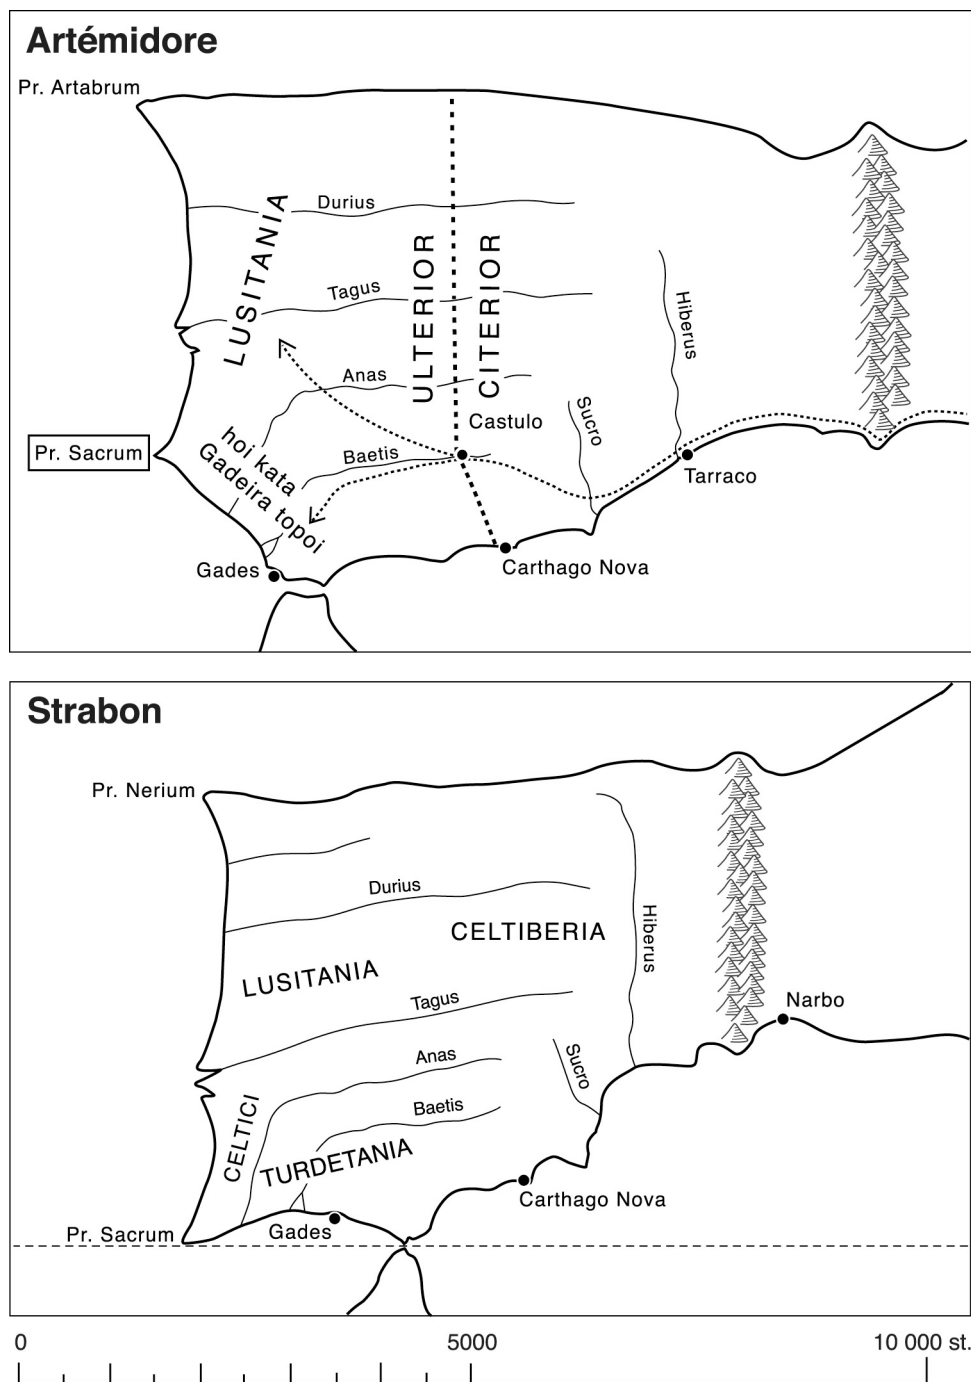 Artémidore
Pr. Artabrum
Durius
LUSITANIA
ULTERIOR
CITERIOR
Tagus
Hiberus
Anas
Castulo
Sucro
hoi kata
Gadeira topoi
Baetis
Pr. Sacrum
Tarraco
Gades
Carthago Nova
Strabon
Pr. Nerium
Durius
CELTIBERIA
Hiberus
LUSITANIA
Tagus
Narbo
Anas
Sucro
CELTICI
Baetis
TURDETANIA
Carthago Nova
Pr. Sacrum
Gades
0 5000 10 000 st.